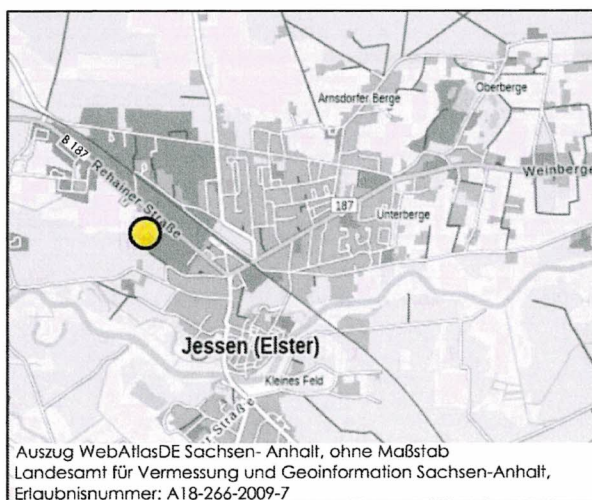 Arnsdorfer Berge
Oberberge
B 187
Rehainer Straße
Weinberge
187
Unterberge
Jessen (Elster)
Kleines Feld
Straße
Auszug WebAtlasDE Sachsen- Anhalt, ohne Maßstab
Landesamt für Vermessung und Geoinformation Sachsen-Anhalt,
Erlaubnisnummer: A18-266-2009-7